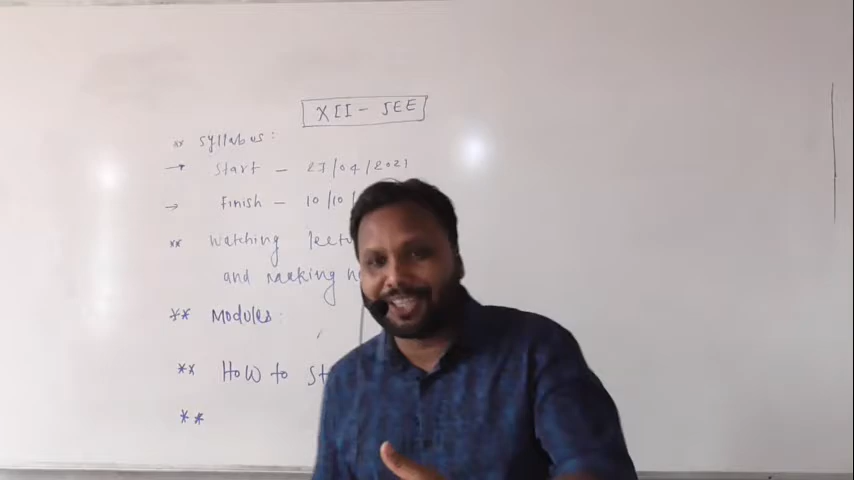 XII - JEE
** Syllabus:
→ Start - 27/04/2021
→ Finish - 10/10/
** Watching
and making
** Modules:
** How to
**